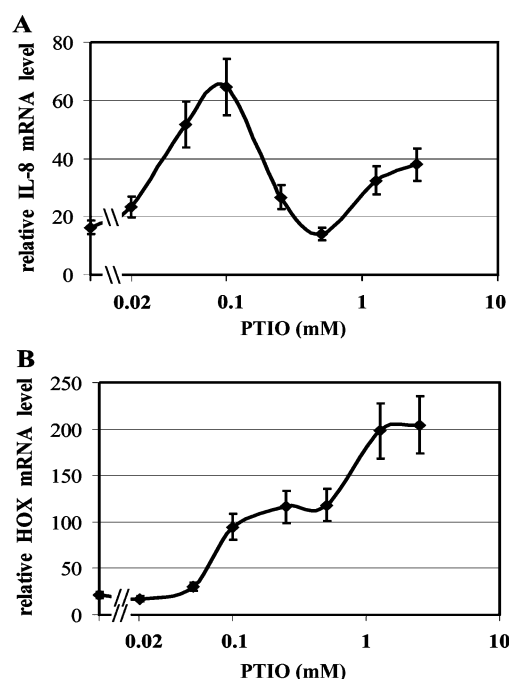 A
relative IL-8 mRNA level
80
60
40
20
0
0.02 0.1 1 10
PTIO (mM)
B
relative HOX mRNA level
250
200
150
100
50
0
0.02 0.1 1 10
PTIO (mM)